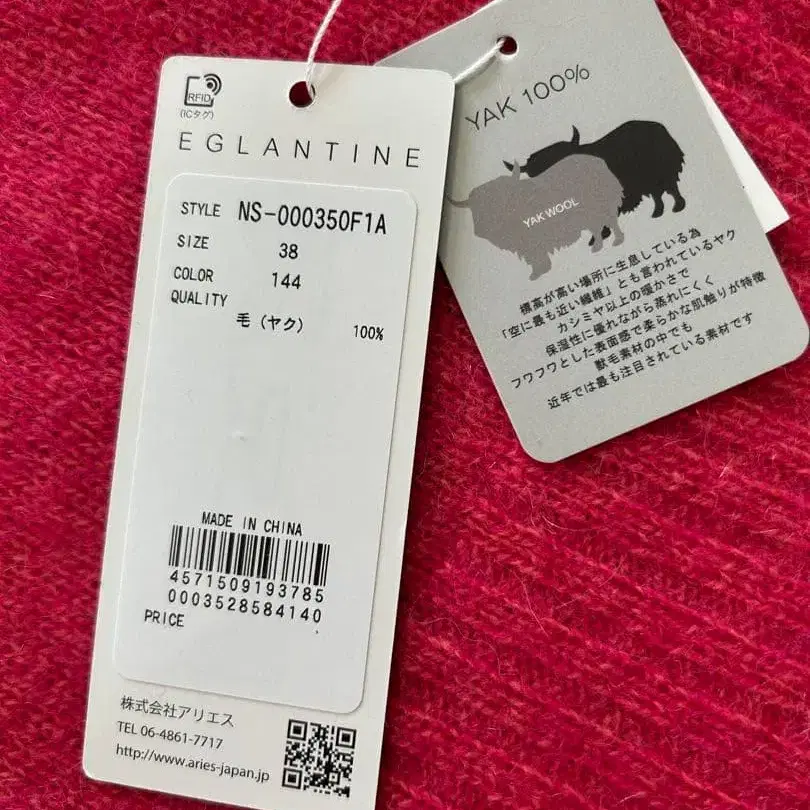 RFID
(ICタグ)
EGLANTINE
STYLE NS-000350F1A
SIZE 38
COLOR 144
QUALITY
毛（ヤク） 100%
MADE IN CHINA
4571509193785
0003528584140
PRICE
株式会社アリエス
TEL 06-4861-7717
http://www.aries-japan.jp
YAK 100%
YAK WOOL
標高が高い場所に生息している為
「空に最も近い繊維」とも言われているヤク
カシミヤ以上の暖かさで
保湿性に優れながら蒸れにくく
フワフワとした表面感で柔らかな肌触りが特徴
獣毛素材の中でも
近年では最も注目されている素材です